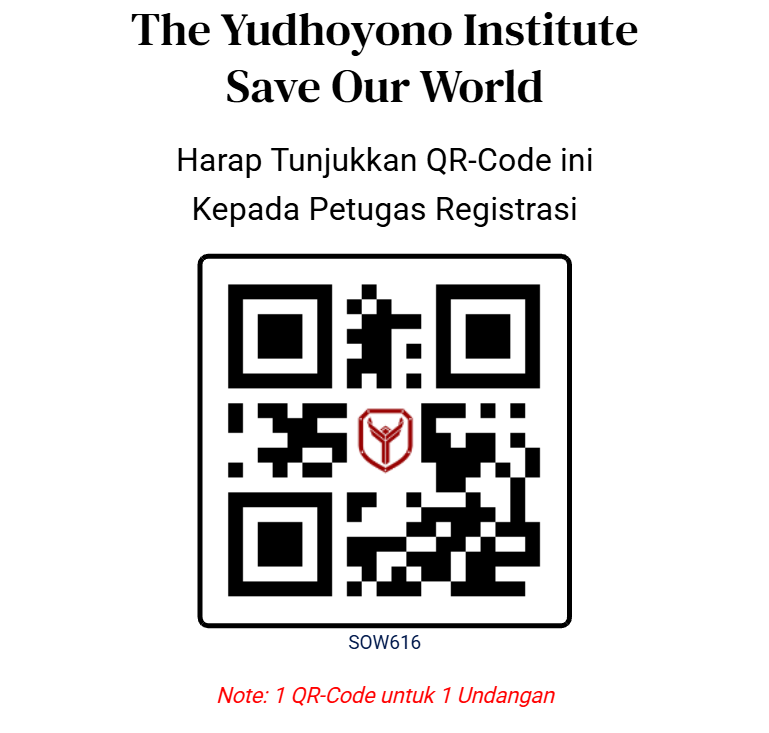 The Yudhoyono Institute
Save Our World
Harap Tunjukkan QR-Code ini
Kepada Petugas Registrasi
SOW616
Note: 1 QR-Code untuk 1 Undangan